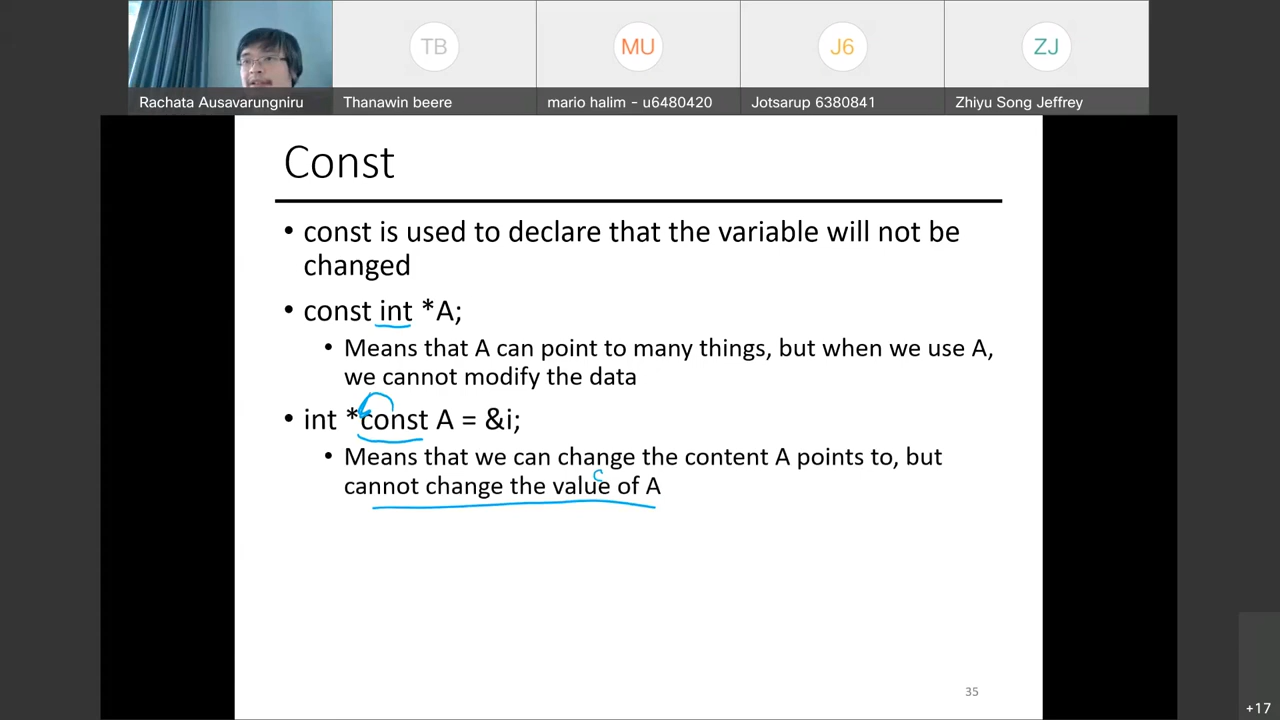 TB
MU
J6
ZJ
Rachata Ausavarungniru
Thanawin beere
mario halim - u6480420
Jotsarup 6380841
Zhiyu Song Jeffrey
Const
• const is used to declare that the variable will not be
changed
• const int *A;
• Means that A can point to many things, but when we use A,
we cannot modify the data
• int *const A = &i;
• Means that we can change the content A points to, but
cannot change the value of A
35
+17